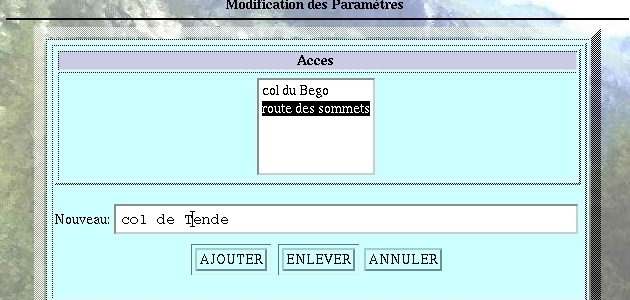 Modification des Paramètres
Acces
col du Bego
route des sommets
Nouveau: col de Tende
AJOUTER ENLEVER ANNULER